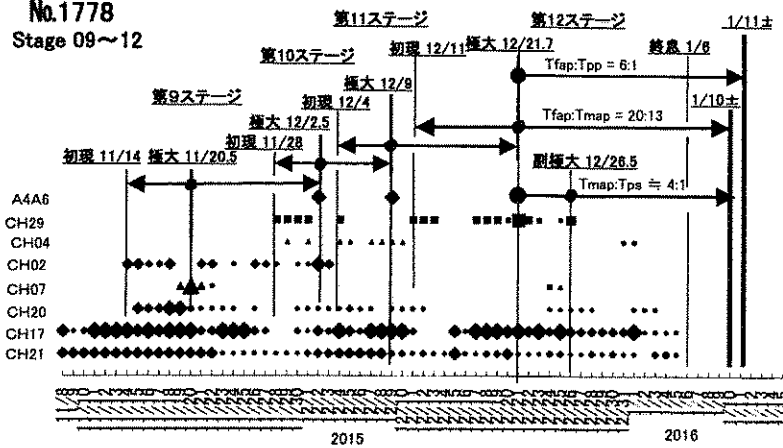 No.1778
Stage 09～12
第9ステージ
第10ステージ
第11ステージ
第12ステージ
初現 11/14
極大 11/20.5
初現 11/28
極大 12/2.5
初現 12/4
極大 12/9
初現 12/11
極大 12/21.7
副極大 12/26.5
終息 1/6
1/10±
1/11±
Tfap:Tpp = 6:1
Tfap:Tmap = 20:13
Tmap:Tps ≒ 4:1
A4A6
CH29
CH04
CH02
CH07
CH20
CH17
CH21
2015
2016